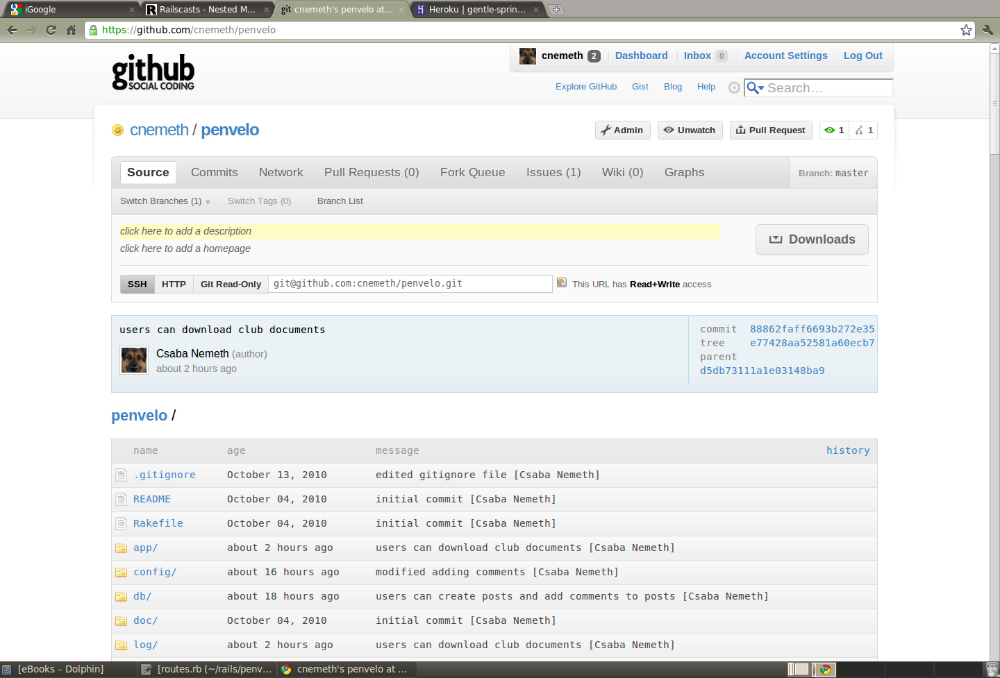 iGoogle
Railscasts - Nested M...
cnemeth's penvelo at...
Heroku | gentle-sprin...
https://github.com/cnemeth/penvelo
github
SOCIAL CODING
cnemeth 2 Dashboard Inbox 0 Account Settings Log Out
Explore GitHub Gist Blog Help Search...
cnemeth / penvelo
Admin Unwatch Pull Request 1 1
Source Commits Network Pull Requests (0) Fork Queue Issues (1) Wiki (0) Graphs Branch: master
Switch Branches (1) Switch Tags (0) Branch List
click here to add a description
click here to add a homepage
Downloads
SSH HTTP Git Read-Only git@github.com:cnemeth/penvelo.git This URL has Read+Write access
users can download club documents
Csaba Nemeth (author)
about 2 hours ago
commit 88862faff6693b272e35
tree e77428aa52581a60ecb7
parent
d5db73111a1e03148ba9
penvelo /
name age message history
.gitignore October 13, 2010 edited gitignore file [Csaba Nemeth]
README October 04, 2010 initial commit [Csaba Nemeth]
Rakefile October 04, 2010 initial commit [Csaba Nemeth]
app/ about 2 hours ago users can download club documents [Csaba Nemeth]
config/ about 16 hours ago modified adding comments [Csaba Nemeth]
db/ about 18 hours ago users can create posts and add comments to posts [Csaba Nemeth]
doc/ October 04, 2010 initial commit [Csaba Nemeth]
log/ about 2 hours ago users can download club documents [Csaba Nemeth]
[eBooks – Dolphin] [routes.rb (~/rails/penv... cnemeth's penvelo at ...